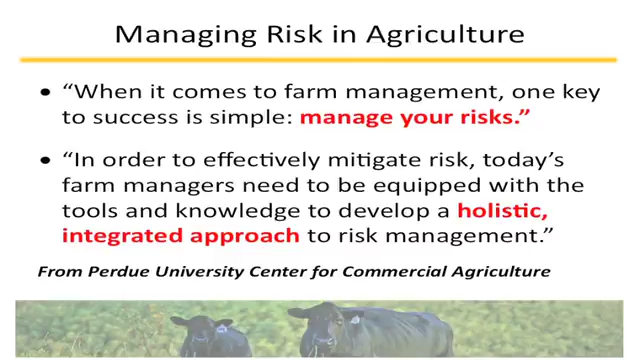 Managing Risk in Agriculture
• “When it comes to farm management, one key
to success is simple: manage your risks.”
• “In order to effectively mitigate risk, today’s
farm managers need to be equipped with the
tools and knowledge to develop a holistic,
integrated approach to risk management.”
From Perdue University Center for Commercial Agriculture